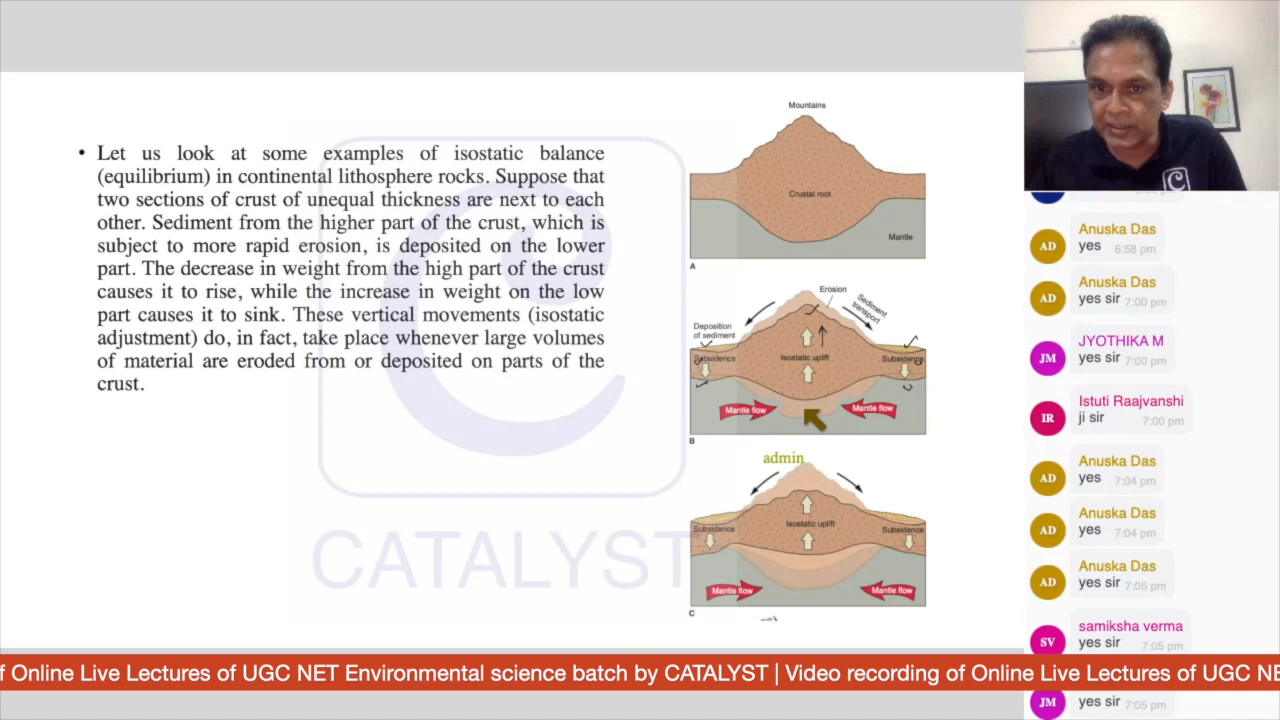 • Let us look at some examples of isostatic balance
(equilibrium) in continental lithosphere rocks. Suppose that
two sections of crust of unequal thickness are next to each
other. Sediment from the higher part of the crust, which is
subject to more rapid erosion, is deposited on the lower
part. The decrease in weight from the high part of the crust
causes it to rise, while the increase in weight on the low
part causes it to sink. These vertical movements (isostatic
adjustment) do, in fact, take place whenever large volumes
of material are eroded from or deposited on parts of the
crust.
CATALYST
Mountains
Crustal root
Mantle
A
Erosion
Sediment
transport
Deposition
of sediment
Subsidence
Isostatic uplift
Subsidence
Mantle flow
Mantle flow
B
admin
Subsidence
Isostatic uplift
Subsidence
Mantle flow
Mantle flow
C
AD
Anuska Das
yes 6:58 pm
AD
Anuska Das
yes sir 7:00 pm
JM
JYOTHIKA M
yes sir 7:00 pm
IR
Istuti Raajvanshi
ji sir 7:00 pm
AD
Anuska Das
yes 7:04 pm
AD
Anuska Das
yes 7:04 pm
AD
Anuska Das
yes sir 7:05 pm
SV
samiksha verma
yes sir 7:05 pm
f Online Live Lectures of UGC NET Environmental science batch by CATALYST | Video recording of Online Live Lectures of UGC NE
JM
yes sir 7:05 pm